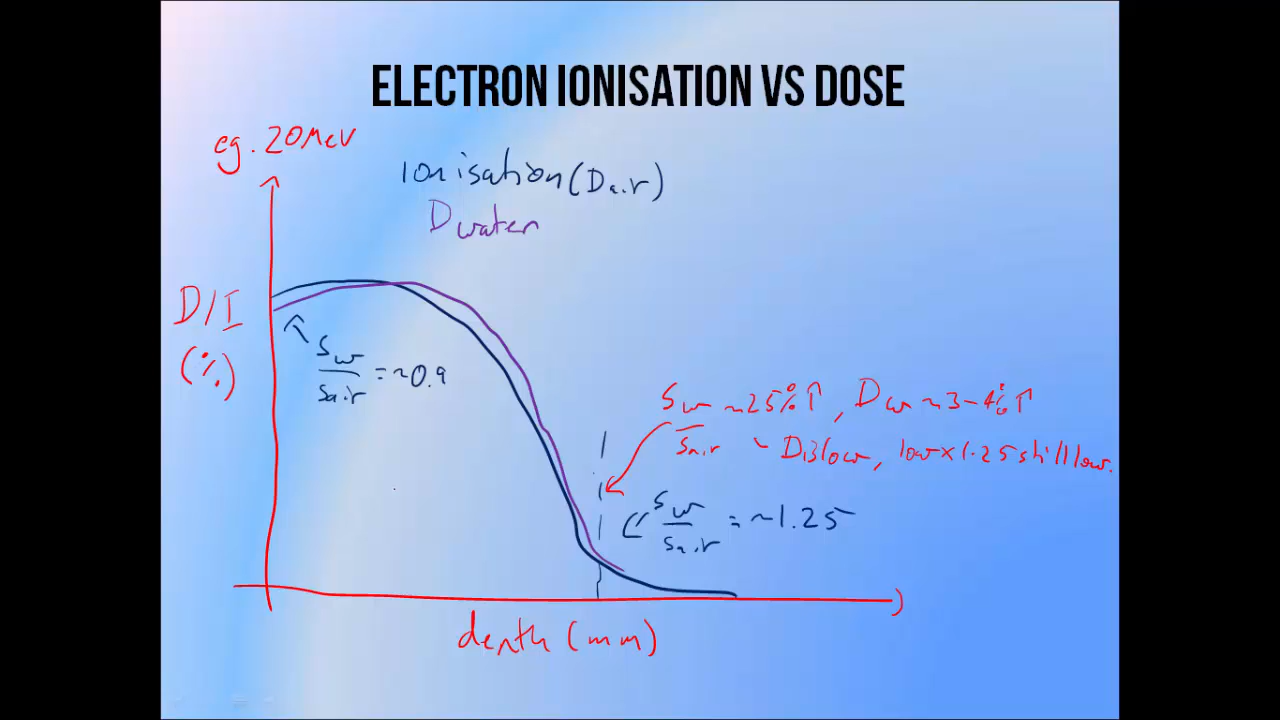 ELECTRON IONISATION VS DOSE
eg. 20MeV
Ionisation (Dair)
Dwater
D/I
(%)
Sw
Sair
= ~0.9
Sw ~25%↑, Dw ~3-4%↑
Sair ~ D is low, low x 1.25 still low.
Sw
Sair
= ~1.25
depth (mm)